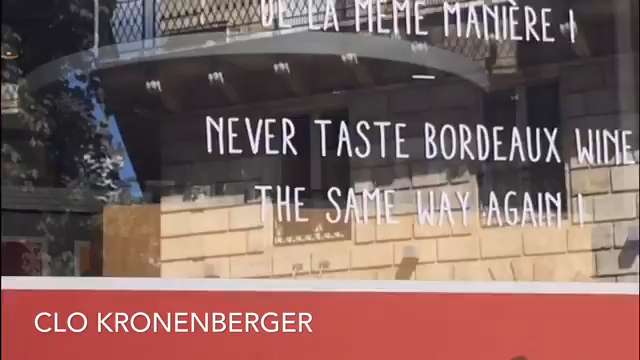 DE LA MÊME MANIÈRE !
NEVER TASTE BORDEAUX WINE
THE SAME WAY AGAIN !
CLO KRONENBERGER